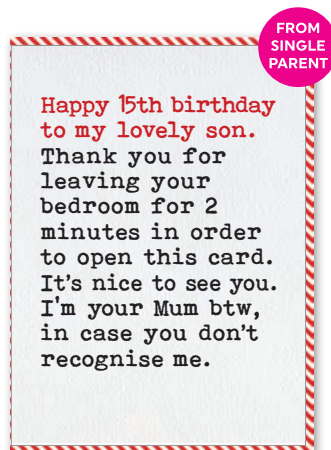 FROM
SINGLE
PARENT
Happy 15th birthday
to my lovely son.
Thank you for
leaving your
bedroom for 2
minutes in order
to open this card.
It's nice to see you.
I'm your Mum btw,
in case you don't
recognise me.